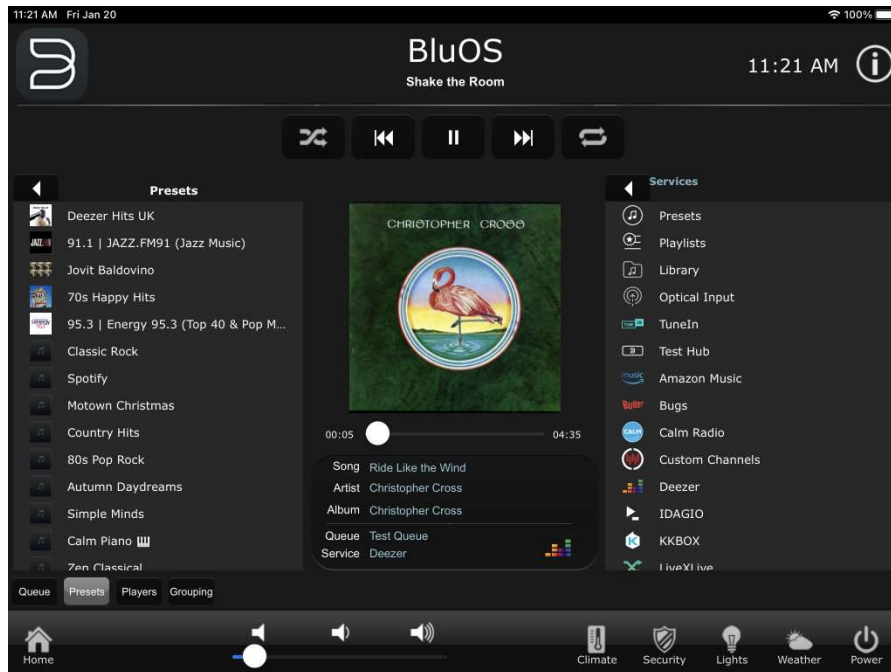 11:21 AM Fri Jan 20
100%
BluOS
Shake the Room
11:21 AM
Presets
Deezer Hits UK
91.1 | JAZZ.FM91 (Jazz Music)
Jovit Baldovino
70s Happy Hits
95.3 | Energy 95.3 (Top 40 & Pop M...
Classic Rock
Spotify
Motown Christmas
Country Hits
80s Pop Rock
Autumn Daydreams
Simple Minds
Calm Piano
Zen Classical
CHRISTOPHER CROSS
00:05
04:35
Song Ride Like the Wind
Artist Christopher Cross
Album Christopher Cross
Queue Test Queue
Service Deezer
Services
Presets
Playlists
Library
Optical Input
TuneIn
Test Hub
music Amazon Music
Bugs
CALM Calm Radio
Custom Channels
Deezer
IDAGIO
KKBOX
LiveXLive
Queue Presets Players Grouping
Home
Climate Security Lights Weather Power